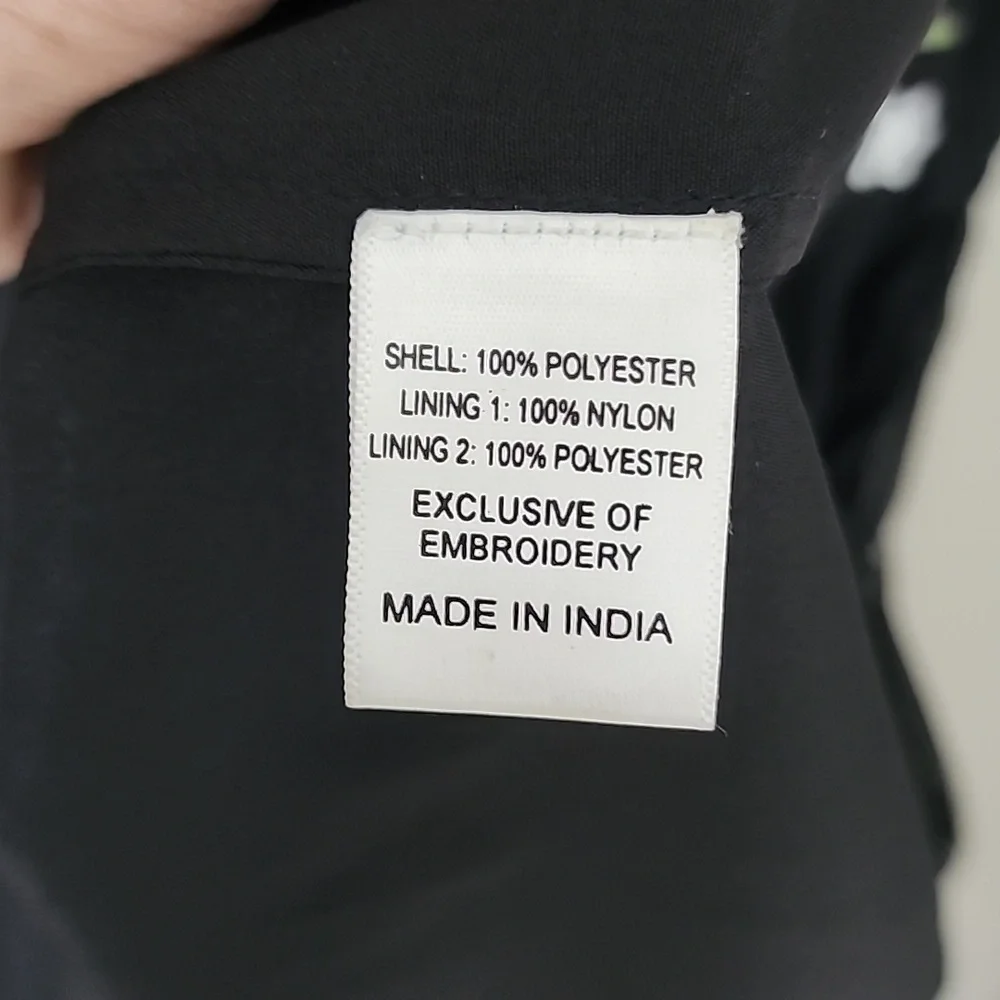 SHELL: 100% POLYESTER
LINING 1: 100% NYLON
LINING 2: 100% POLYESTER
EXCLUSIVE OF
EMBROIDERY
MADE IN INDIA